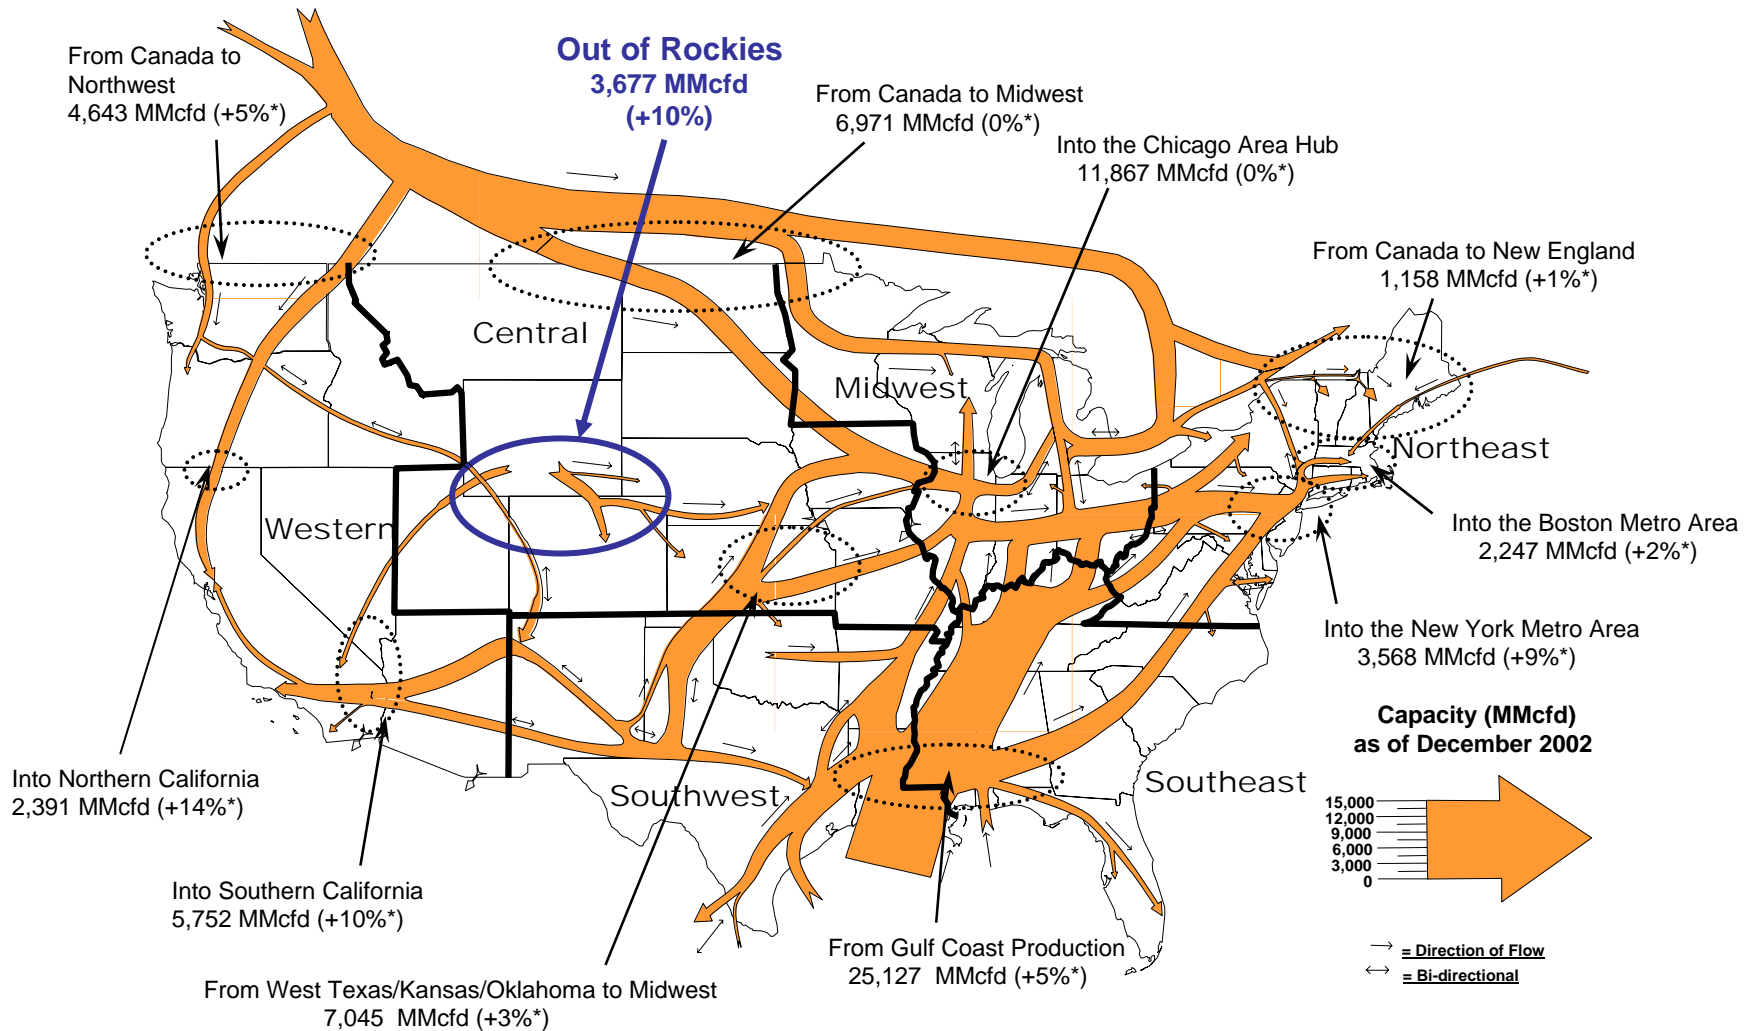 From Canada to
Northwest
4,643 MMcfd (+5%*)
Out of Rockies
3,677 MMcfd
(+10%)
From Canada to Midwest
6,971 MMcfd (0%*)
Into the Chicago Area Hub
11,867 MMcfd (0%*)
From Canada to New England
1,158 MMcfd (+1%*)
Central
Midwest
Northeast
Western
Into the Boston Metro Area
2,247 MMcfd (+2%*)
Into the New York Metro Area
3,568 MMcfd (+9%*)
Capacity (MMcfd)
as of December 2002
Into Northern California
2,391 MMcfd (+14%*)
Southwest
Southeast
15,000
12,000
9,000
6,000
3,000
0
Into Southern California
5,752 MMcfd (+10%*)
From Gulf Coast Production
25,127 MMcfd (+5%*)
= Direction of Flow
= Bi-directional
From West Texas/Kansas/Oklahoma to Midwest
7,045 MMcfd (+3%*)